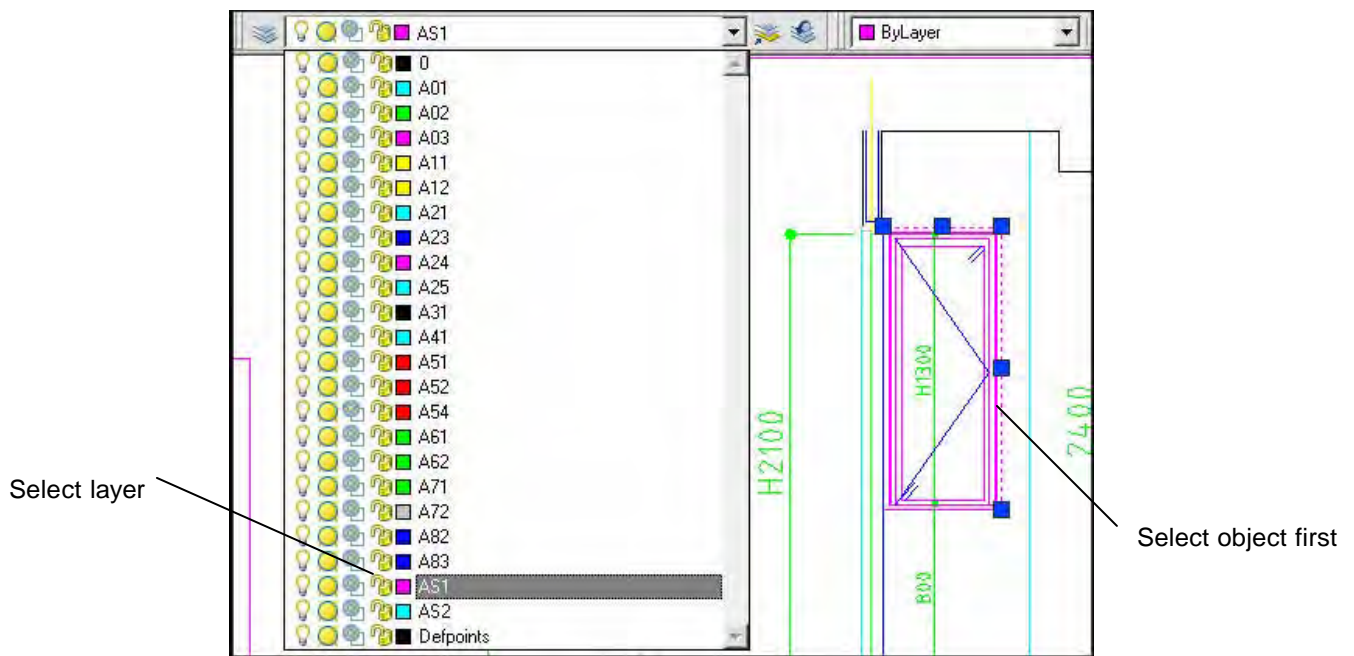 AS1
ByLayer
0
A01
A02
A03
A11
A12
A21
A23
A24
A25
A31
A41
A51
A52
A54
A61
A62
A71
A72
A82
A83
AS1
AS2
Defpoints
H2100
H1300
800
2400
Select layer
Select object first